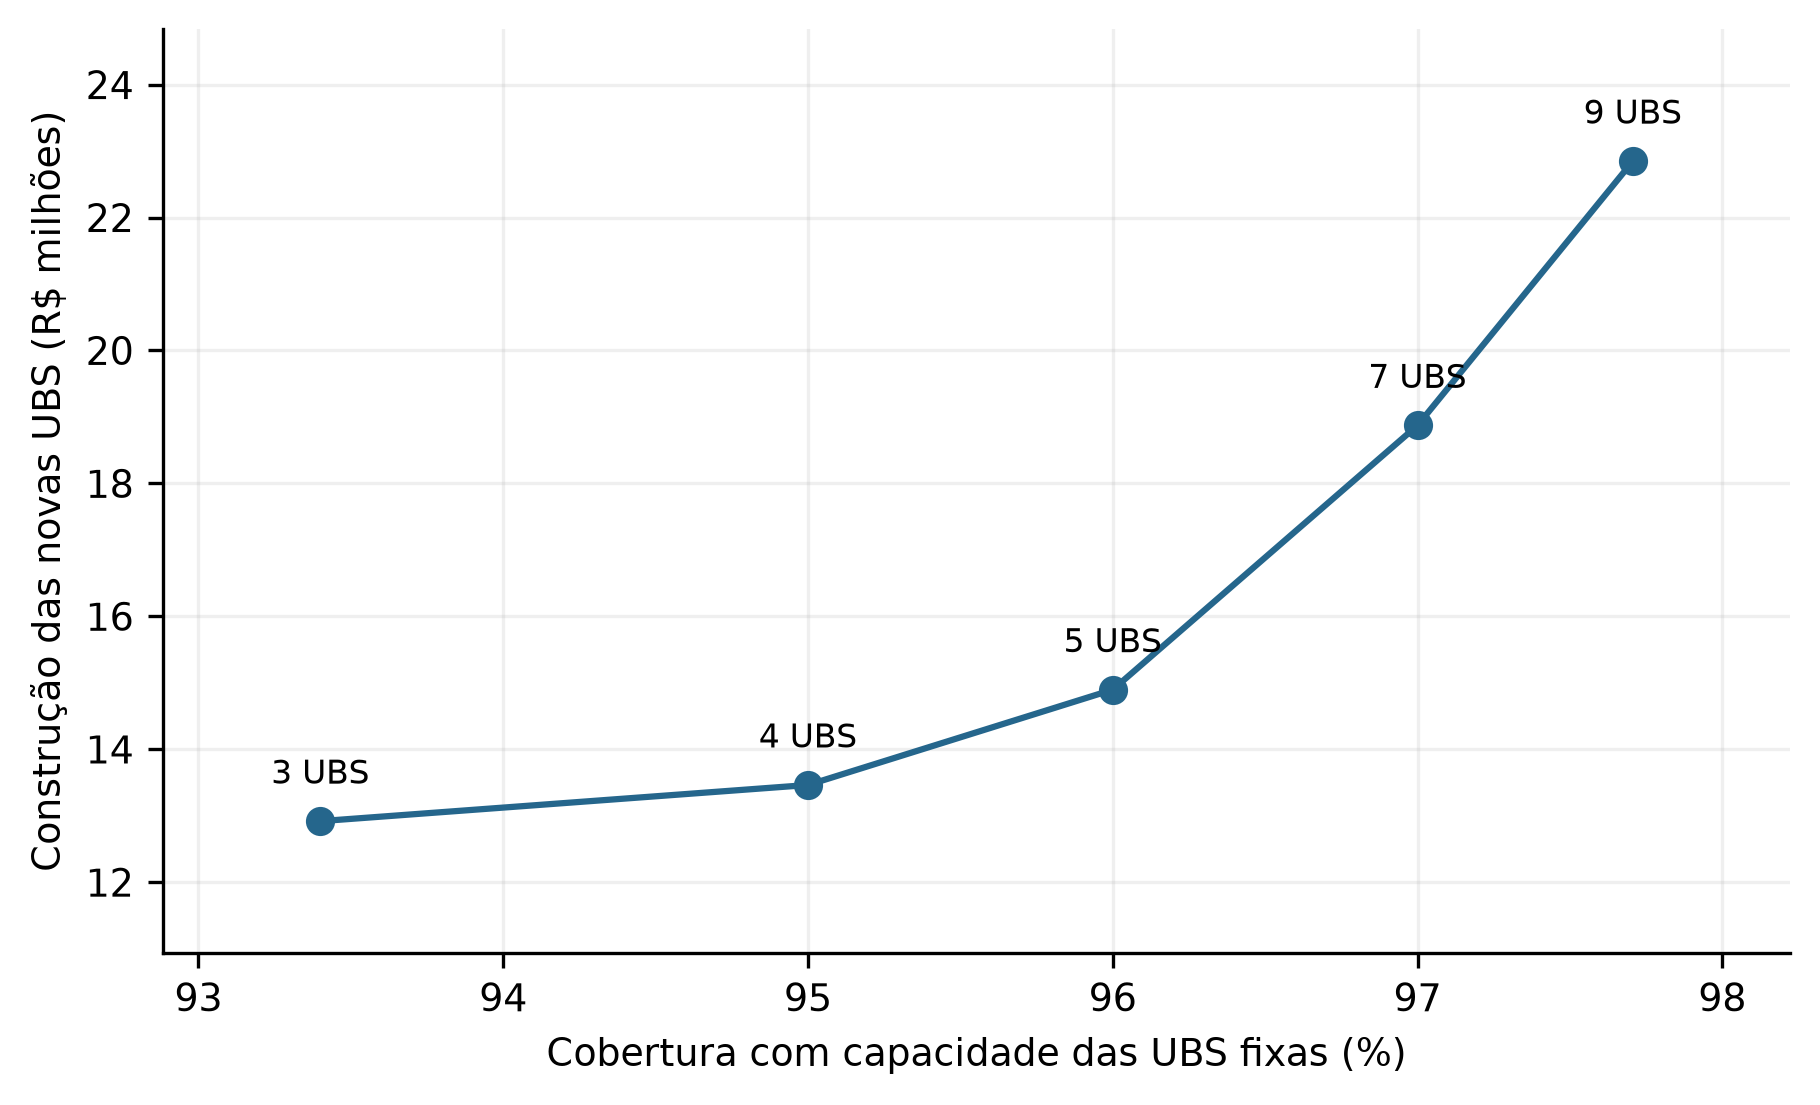 24
22
20
18
16
14
12
Construção das novas UBS (R$ milhões)
3 UBS
4 UBS
5 UBS
7 UBS
9 UBS
93 94 95 96 97 98
Cobertura com capacidade das UBS fixas (%)